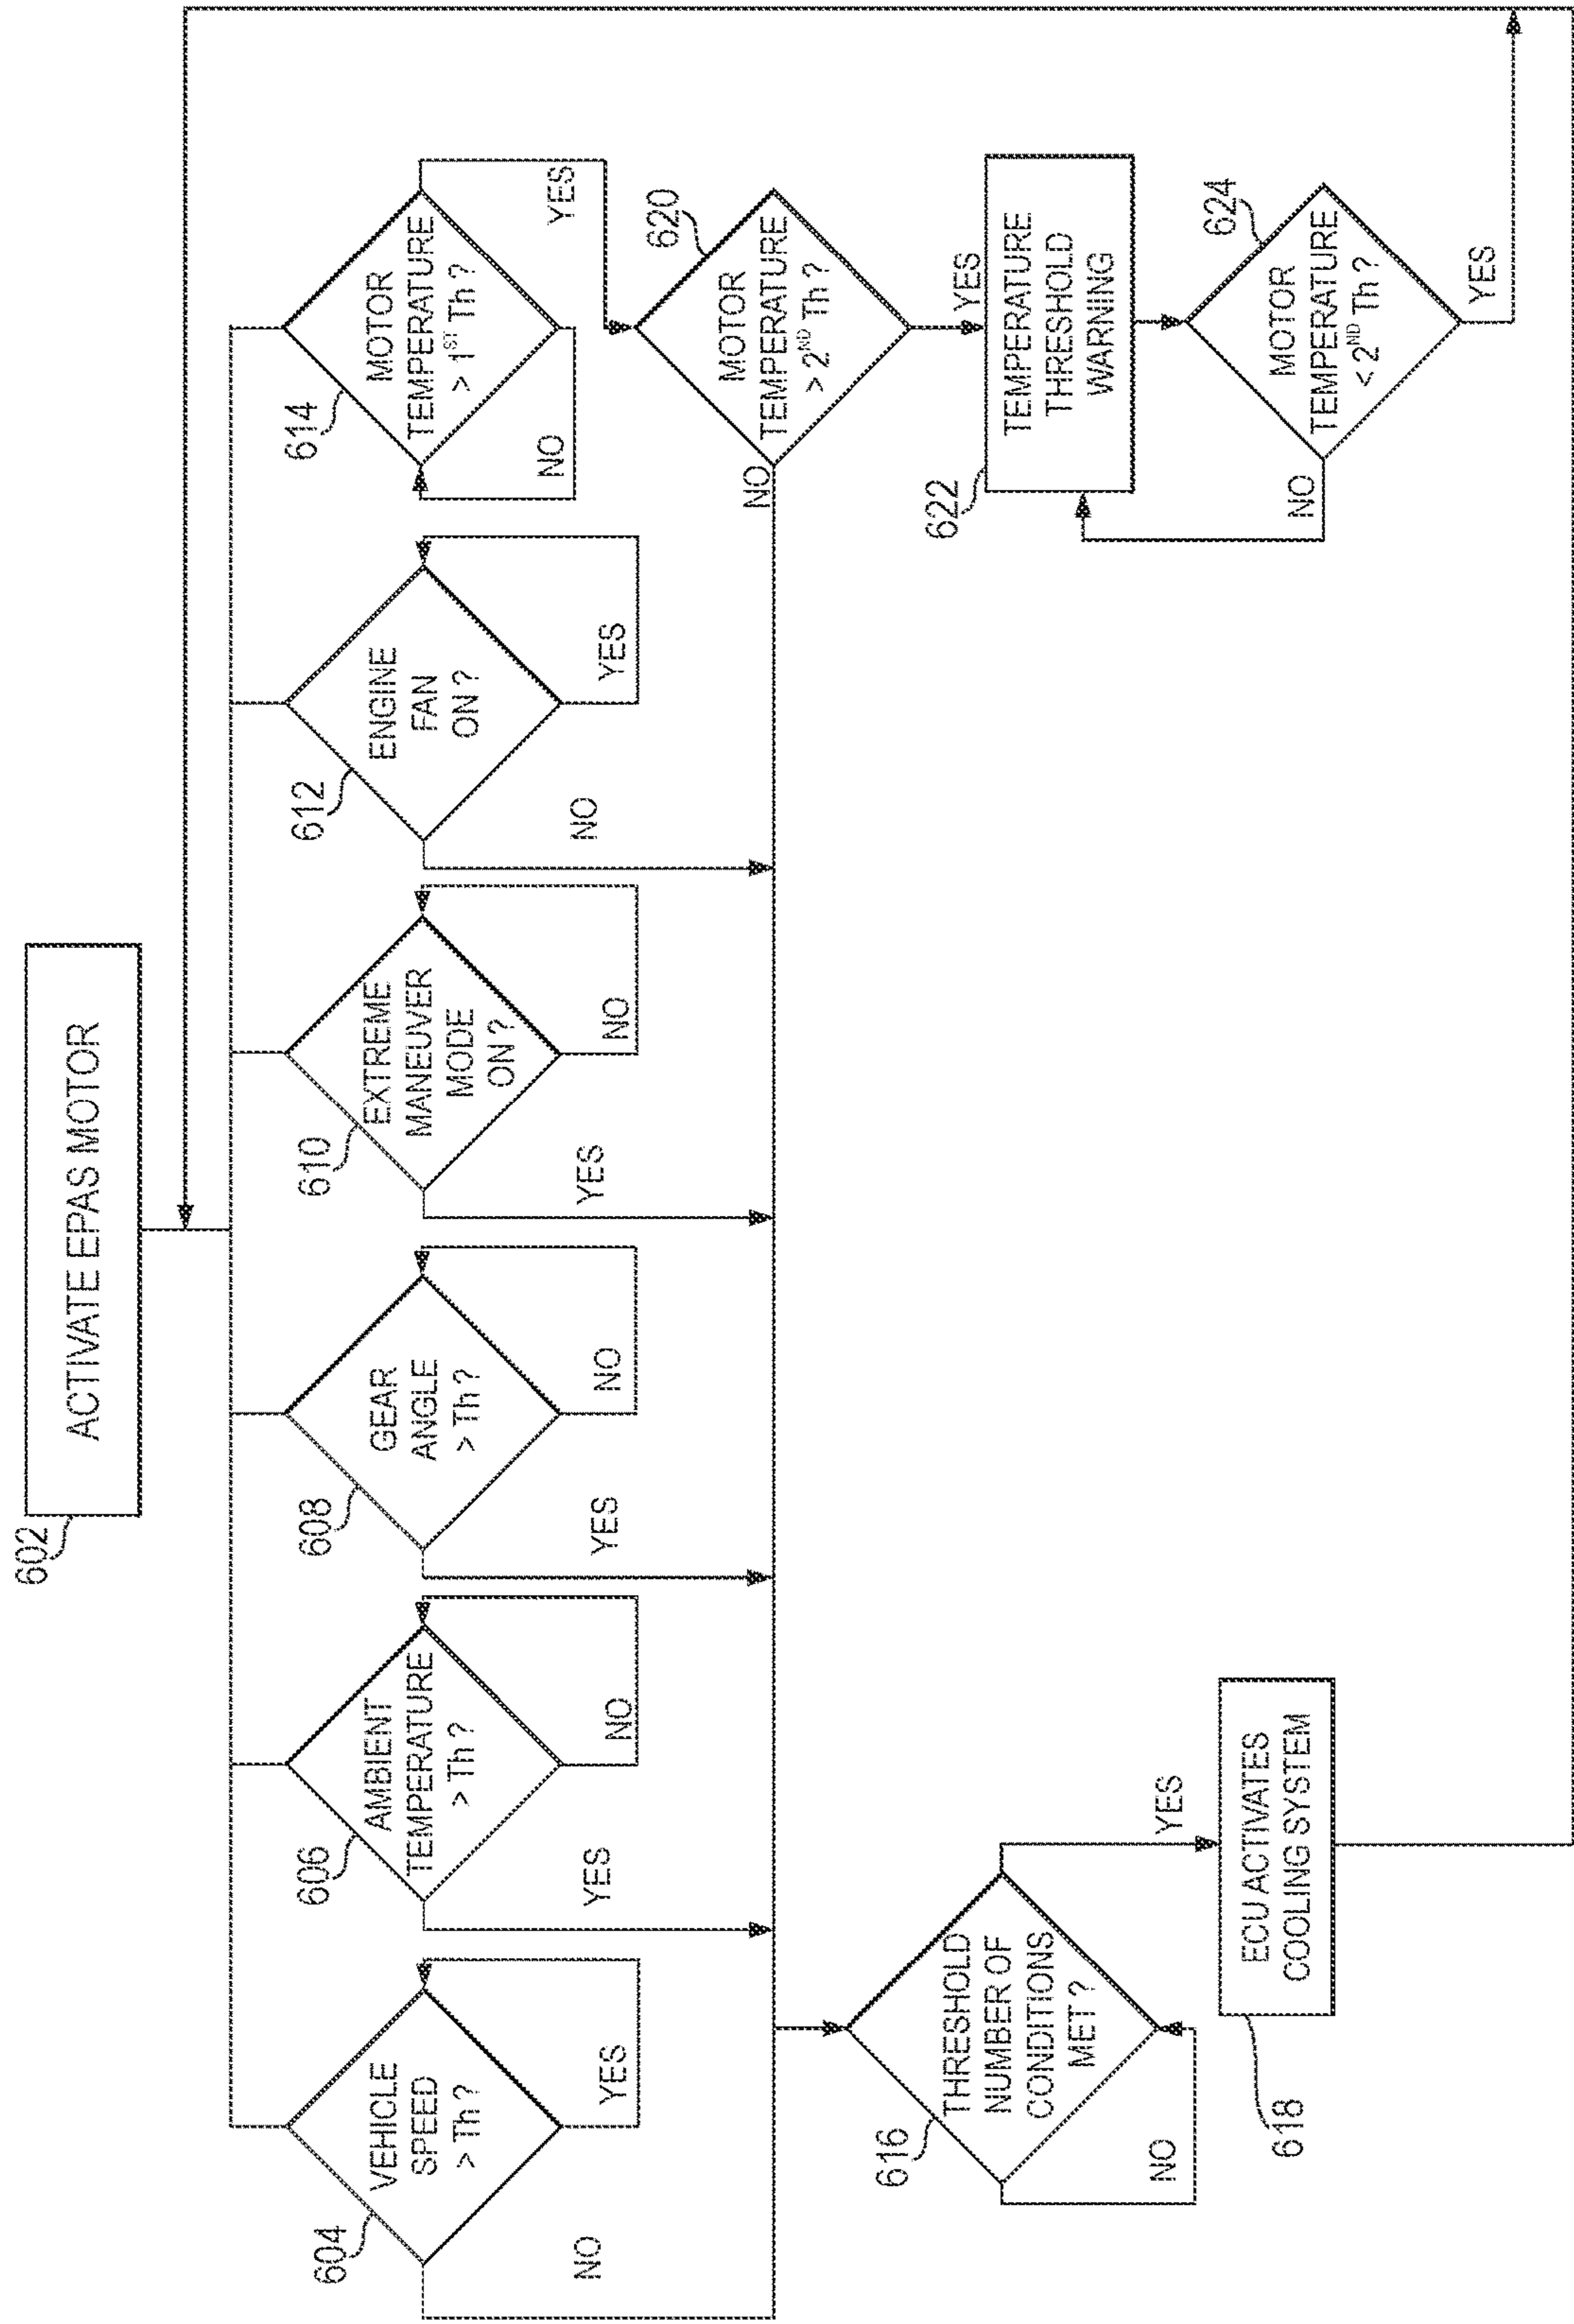 602
ACTIVATE EPAS MOTOR
604
VEHICLE
SPEED
> Th ?
YES
NO
606
AMBIENT
TEMPERATURE
> Th ?
NO
YES
608
GEAR
ANGLE
> Th ?
NO
YES
610
EXTREME
MANEUVER
MODE
ON ?
NO
YES
612
ENGINE
FAN
ON ?
YES
NO
614
MOTOR
TEMPERATURE
> 1ST Th ?
NO
YES
616
THRESHOLD
NUMBER OF
CONDITIONS
MET ?
NO
YES
618
ECU ACTIVATES
COOLING SYSTEM
620
MOTOR
TEMPERATURE
> 2ND Th ?
NO
YES
622
TEMPERATURE
THRESHOLD
WARNING
624
MOTOR
TEMPERATURE
< 2ND Th ?
NO
YES